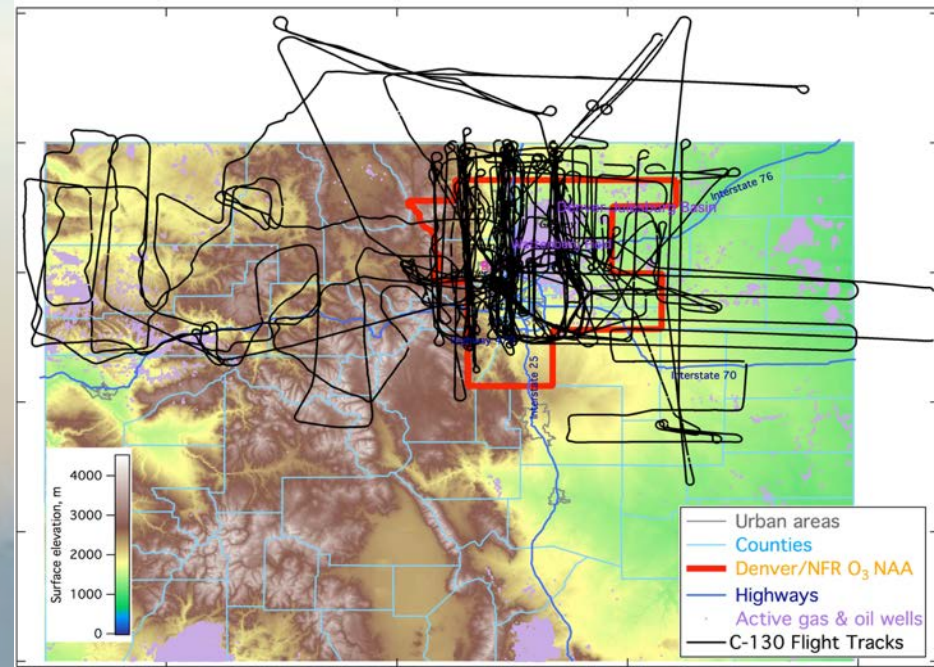 Interstate 76
Interstate 70
Interstate 25
4000
3000
2000
1000
0
Surface elevation, m
Urban areas
Counties
Denver/NFR O₃ NAA
Highways
Active gas & oil wells
C-130 Flight Tracks